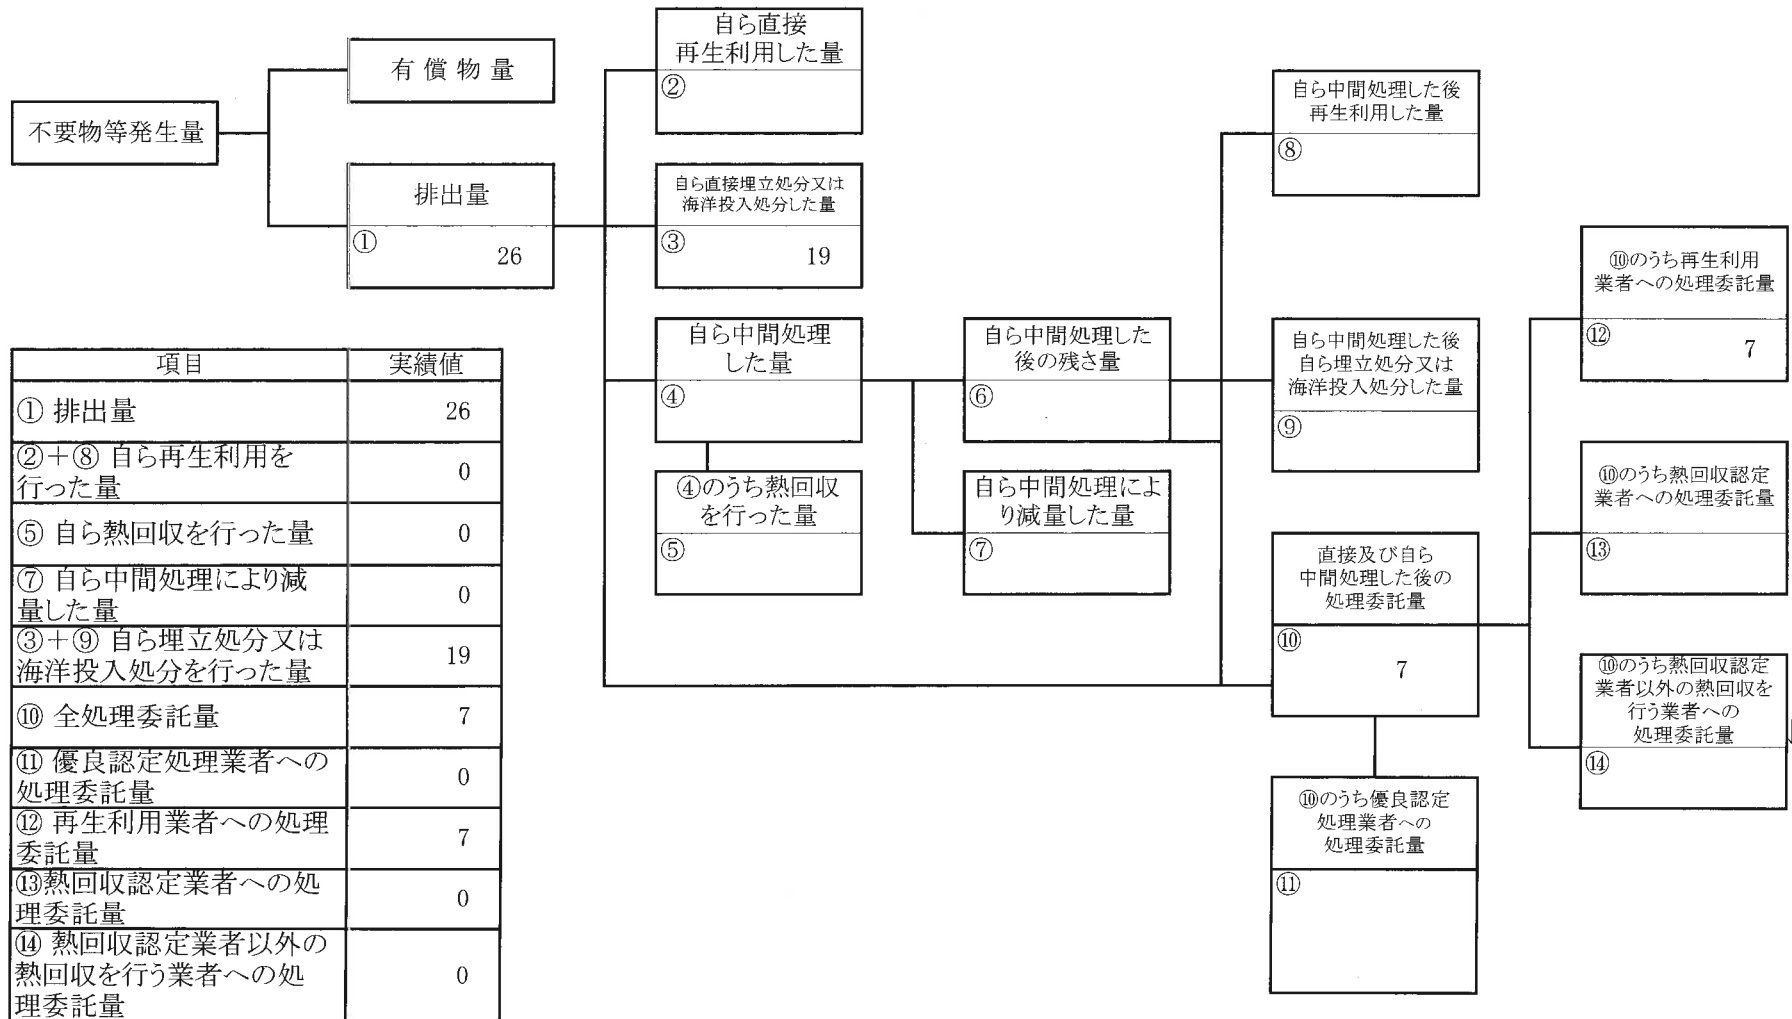 不要物等発生量
有償物量
排出量
①
26
自ら直接
再生利用した量
②
自ら直接埋立処分又は
海洋投入処分した量
③
19
自ら中間処理
した量
④
④のうち熱回収
を行った量
⑤
自ら中間処理した
後の残さ量
⑥
自ら中間処理によ
り減量した量
⑦
自ら中間処理した後
再生利用した量
⑧
自ら中間処理した後
自ら埋立処分又は
海洋投入処分した量
⑨
直接及び自ら
中間処理した後の
処理委託量
⑩
7
⑩のうち優良認定
処理業者への
処理委託量
⑪
⑩のうち再生利用
業者への処理委託量
⑫
7
⑩のうち熱回収認定
業者への処理委託量
⑬
⑩のうち熱回収認定
業者以外の熱回収を
行う業者への
処理委託量
⑭
項目 実績値
① 排出量 26
②+⑧ 自ら再生利用を
行った量 0
⑤ 自ら熱回収を行った量 0
⑦ 自ら中間処理により減
量した量 0
③+⑨ 自ら埋立処分又は
海洋投入処分を行った量 19
⑩ 全処理委託量 7
⑪ 優良認定処理業者への
処理委託量 0
⑫ 再生利用業者への処理
委託量 7
⑬熱回収認定業者への処
理委託量 0
⑭ 熱回収認定業者以外の
熱回収を行う業者への処
理委託量 0